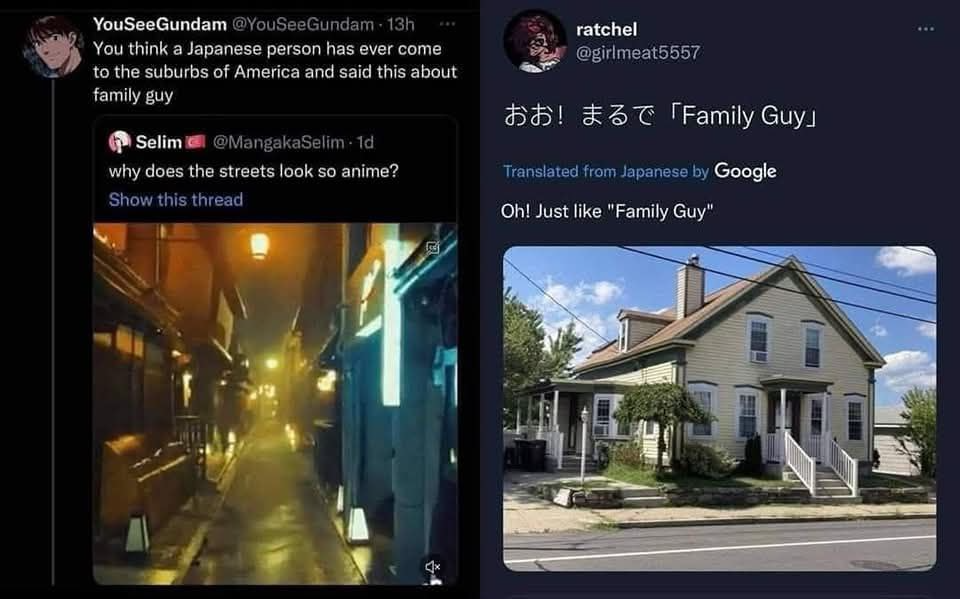 YouSeeGundam @YouSeeGundam · 13h
You think a Japanese person has ever come
to the suburbs of America and said this about
family guy
Selim🇹🇷 @MangakaSelim · 1d
why does the streets look so anime?
Show this thread
ratchel
@girlmeat5557
おお！まるで「Family Guy」
Translated from Japanese by Google
Oh! Just like "Family Guy"